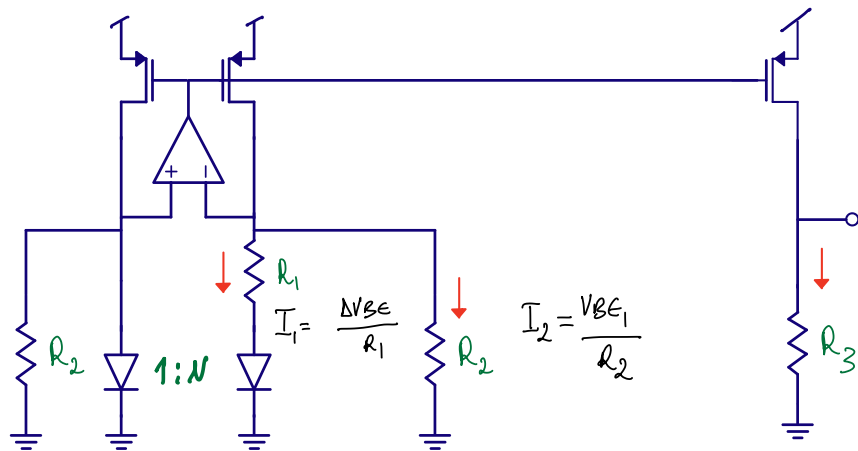 + −
R1
I1 = ΔVBE / R1
I2 = VBE1 / R2
R2
1:N
R2
R3